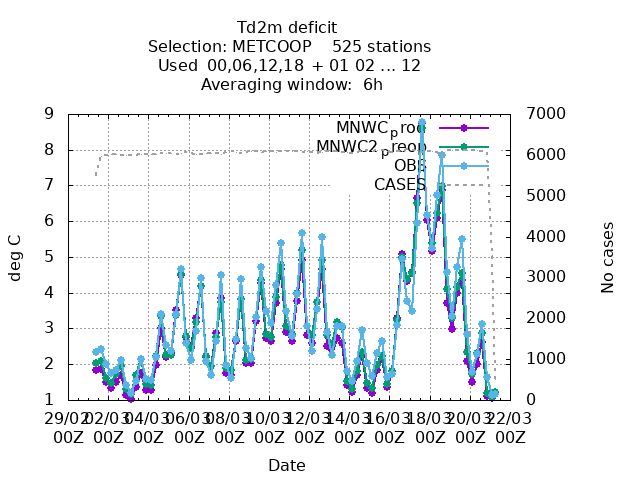 Td2m deficit
Selection: METCOOP 525 stations
Used 00,06,12,18 + 01 02 ... 12
Averaging window: 6h
MNWCprod
MNWC2preop
OBS
CASES
deg C
No cases
9
8
7
6
5
4
3
2
1
7000
6000
5000
4000
3000
2000
1000
0
29/02 02/03 04/03 06/03 08/03 10/03 12/03 14/03 16/03 18/03 20/03 22/03
00Z 00Z 00Z 00Z 00Z 00Z 00Z 00Z 00Z 00Z 00Z 00Z
Date